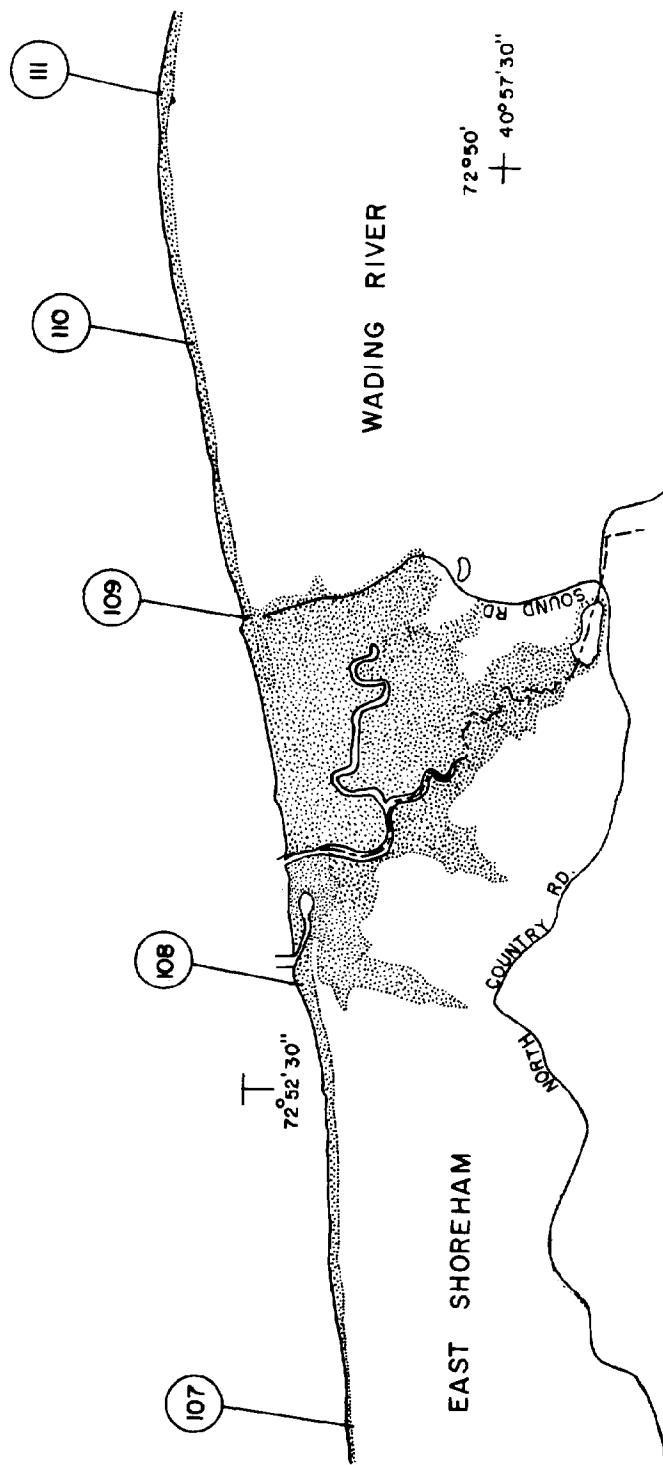 107
108
109
110
111
72°52'30"
72°50'
40°57'30"
EAST SHOREHAM
WADING RIVER
NORTH COUNTRY RD.
SOUND RD